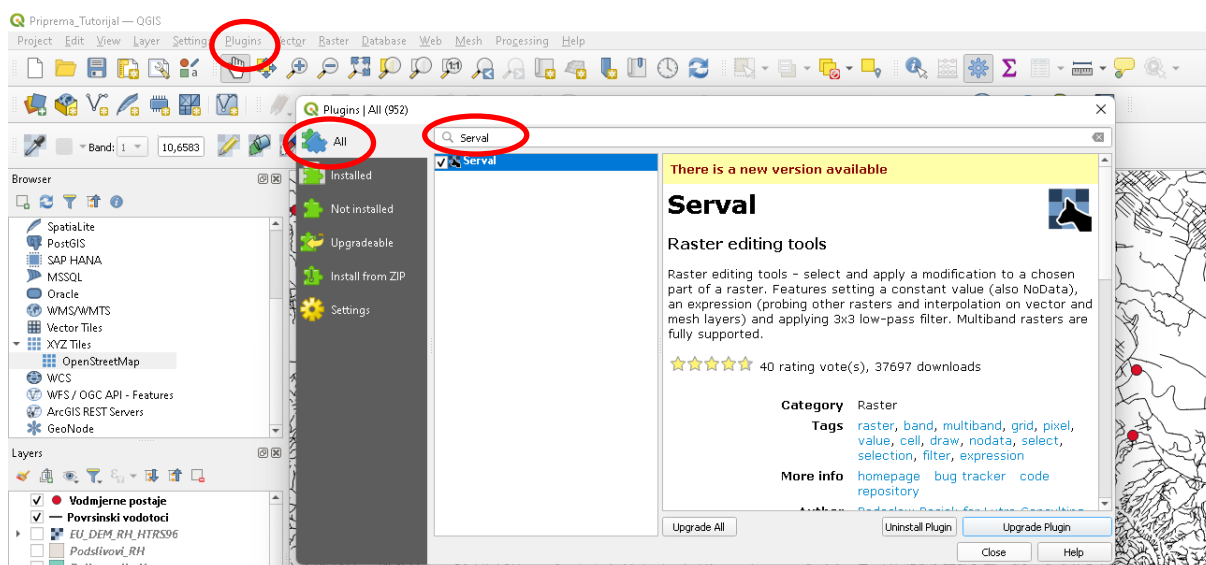 Priprema_Tutorijal — QGIS
Project Edit View Layer Settings Plugins Vector Raster Database Web Mesh Processing Help
Band: 1 10,6583
Browser
SpatiaLite
PostGIS
SAP HANA
MSSQL
Oracle
WMS/WMTS
Vector Tiles
XYZ Tiles
OpenStreetMap
WCS
WFS / OGC API - Features
ArcGIS REST Servers
GeoNode
Layers
Vodmjerne postaje
Povrsinski vodotoci
EU_DEM_RH_HTRS96
Podslivovi_RH
Plugins | All (952)
All
Installed
Not installed
Upgradeable
Install from ZIP
Settings
Serval
Serval
There is a new version available
Serval
Raster editing tools
Raster editing tools - select and apply a modification to a chosen
part of a raster. Features setting a constant value (also NoData),
an expression (probing other rasters and interpolation on vector and
mesh layers) and applying 3x3 low-pass filter. Multiband rasters are
fully supported.
40 rating vote(s), 37697 downloads
Category Raster
Tags raster, band, multiband, grid, pixel,
value, cell, draw, nodata, select,
selection, filter, expression
More info homepage bug tracker code
repository
Upgrade All Uninstall Plugin Upgrade Plugin
Close Help